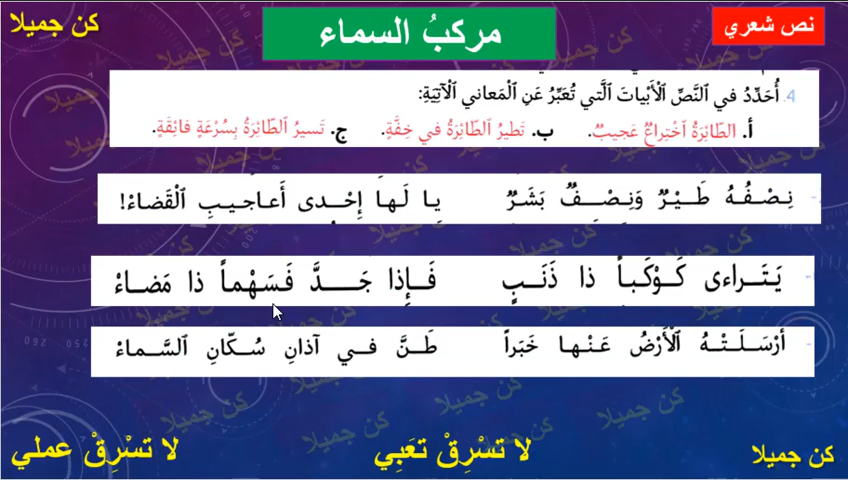 نص شعري
مركبُ السماء
كن جميلا
4. أُحَدِّدُ في ٱلنَّصِّ ٱلْأَبْياتَ ٱلَّتي تُعَبِّرُ عَنِ ٱلْمَعاني ٱلْآتِيَةِ:
أ. الطّائِرَةُ ٱخْتِراعٌ عَجيبٌ. ب. تَطيرُ ٱلطّائِرَةُ في خِفَّةٍ. ج. تَسيرُ ٱلطّائِرَةُ بِسُرْعَةٍ فائِقَةٍ.
نِصْفُهُ طَيْرٌ وَنِصْفٌ بَشَرٌ يا لَها إِحْدى أَعاجيبِ ٱلْقَضاءْ!
يَتَراءى كَوْكَباً ذا ذَنَبٍ فَإِذا جَدَّ فَسَهْماً ذا مَضاءْ
أَرْسَلَتْهُ ٱلْأَرْضُ عَنْها خَبَراً طَنَّ في آذانِ سُكّانِ ٱلسَّماءْ
كن جميلا
لا تسْرِقْ تعَبِي
لا تسْرِقْ عملي